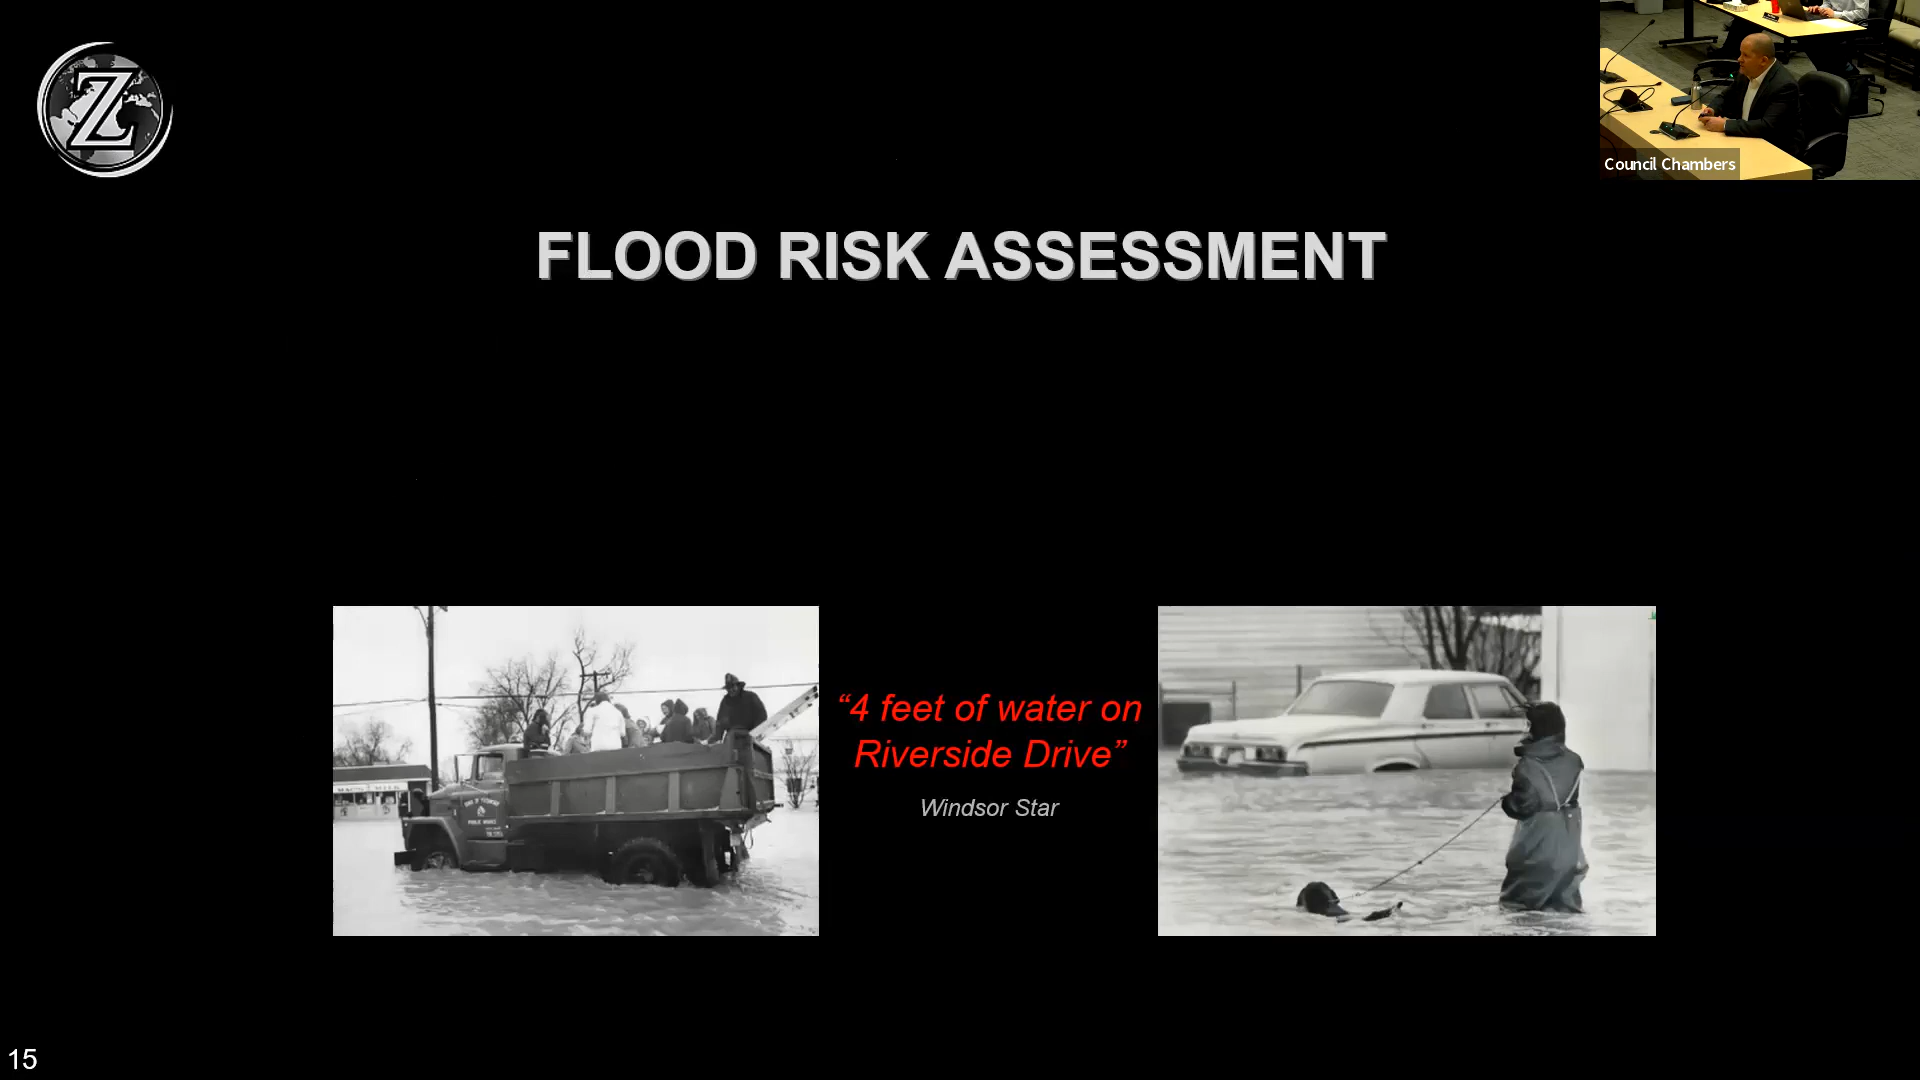 Z
Council Chambers
FLOOD RISK ASSESSMENT
“4 feet of water on
Riverside Drive”
Windsor Star
15